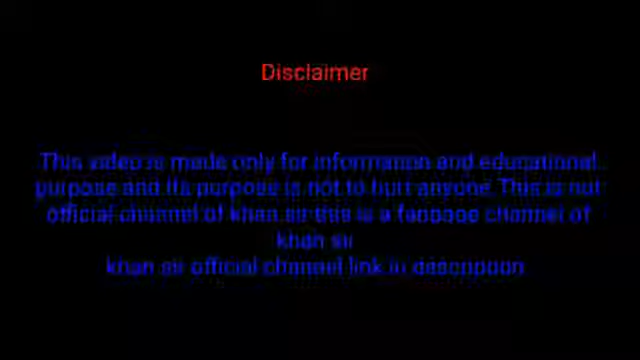 Disclaimer
This video is made only for information and educational
purpose and its purpose is not to hurt anyone.This is not
official channel of khan sir this is a fanpage channel of
khan sir
khan sir official channel link in description